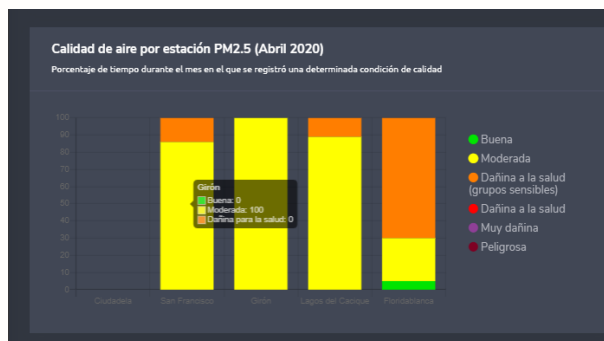 Calidad de aire por estación PM2.5 (Abril 2020)
Porcentaje de tiempo durante el mes en el que se registró una determinada condición de calidad
100
90
80
70
60
50
40
30
20
10
0
Girón
Buena: 0
Moderada: 100
Dañina para la salud: 0
Ciudadela
San Francisco
Girón
Lagos del Cacique
Floridablanca
Buena
Moderada
Dañina a la salud
(grupos sensibles)
Dañina a la salud
Muy dañina
Peligrosa